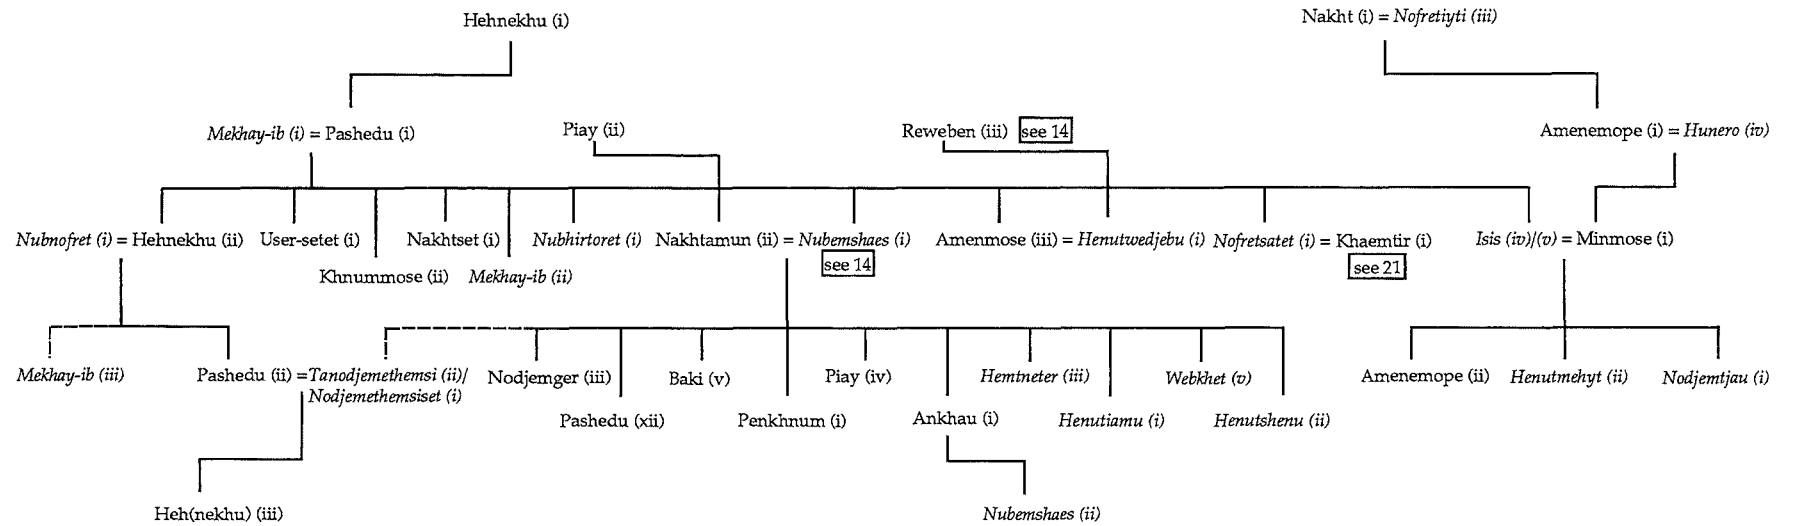 Hehnekhu (i)
Nakht (i) = Nofretiyti (iii)
Mekhay-ib (i) = Pashedu (i)
Piay (ii)
Reweben (iii) see 14
Amenemope (i) = Hunero (iv)
Nubnofret (i) = Hehnekhu (ii)
User-setet (i)
Nakhtset (i)
Nubhirtoret (i)
Nakhtamun (ii) = Nubemshaes (i)
Amenmose (iii) = Henutwedjebu (i)
Nofretsatet (i) = Khaemtir (i)
Isis (iv)/(v) = Minmose (i)
see 14
see 21
Khnummose (ii)
Mekhay-ib (ii)
Mekhay-ib (iii)
Pashedu (ii) =Tanodjemethemsi (ii)/
Nodjemethemsiset (i)
Nodjemger (iii)
Baki (v)
Piay (iv)
Hemtneter (iii)
Webkhet (v)
Amenemope (ii)
Henutmehyt (ii)
Nodjemtjau (i)
Pashedu (xii)
Penkhnum (i)
Ankhau (i)
Henutiamu (i)
Henutshenu (ii)
Heh(nekhu) (iii)
Nubemshaes (ii)